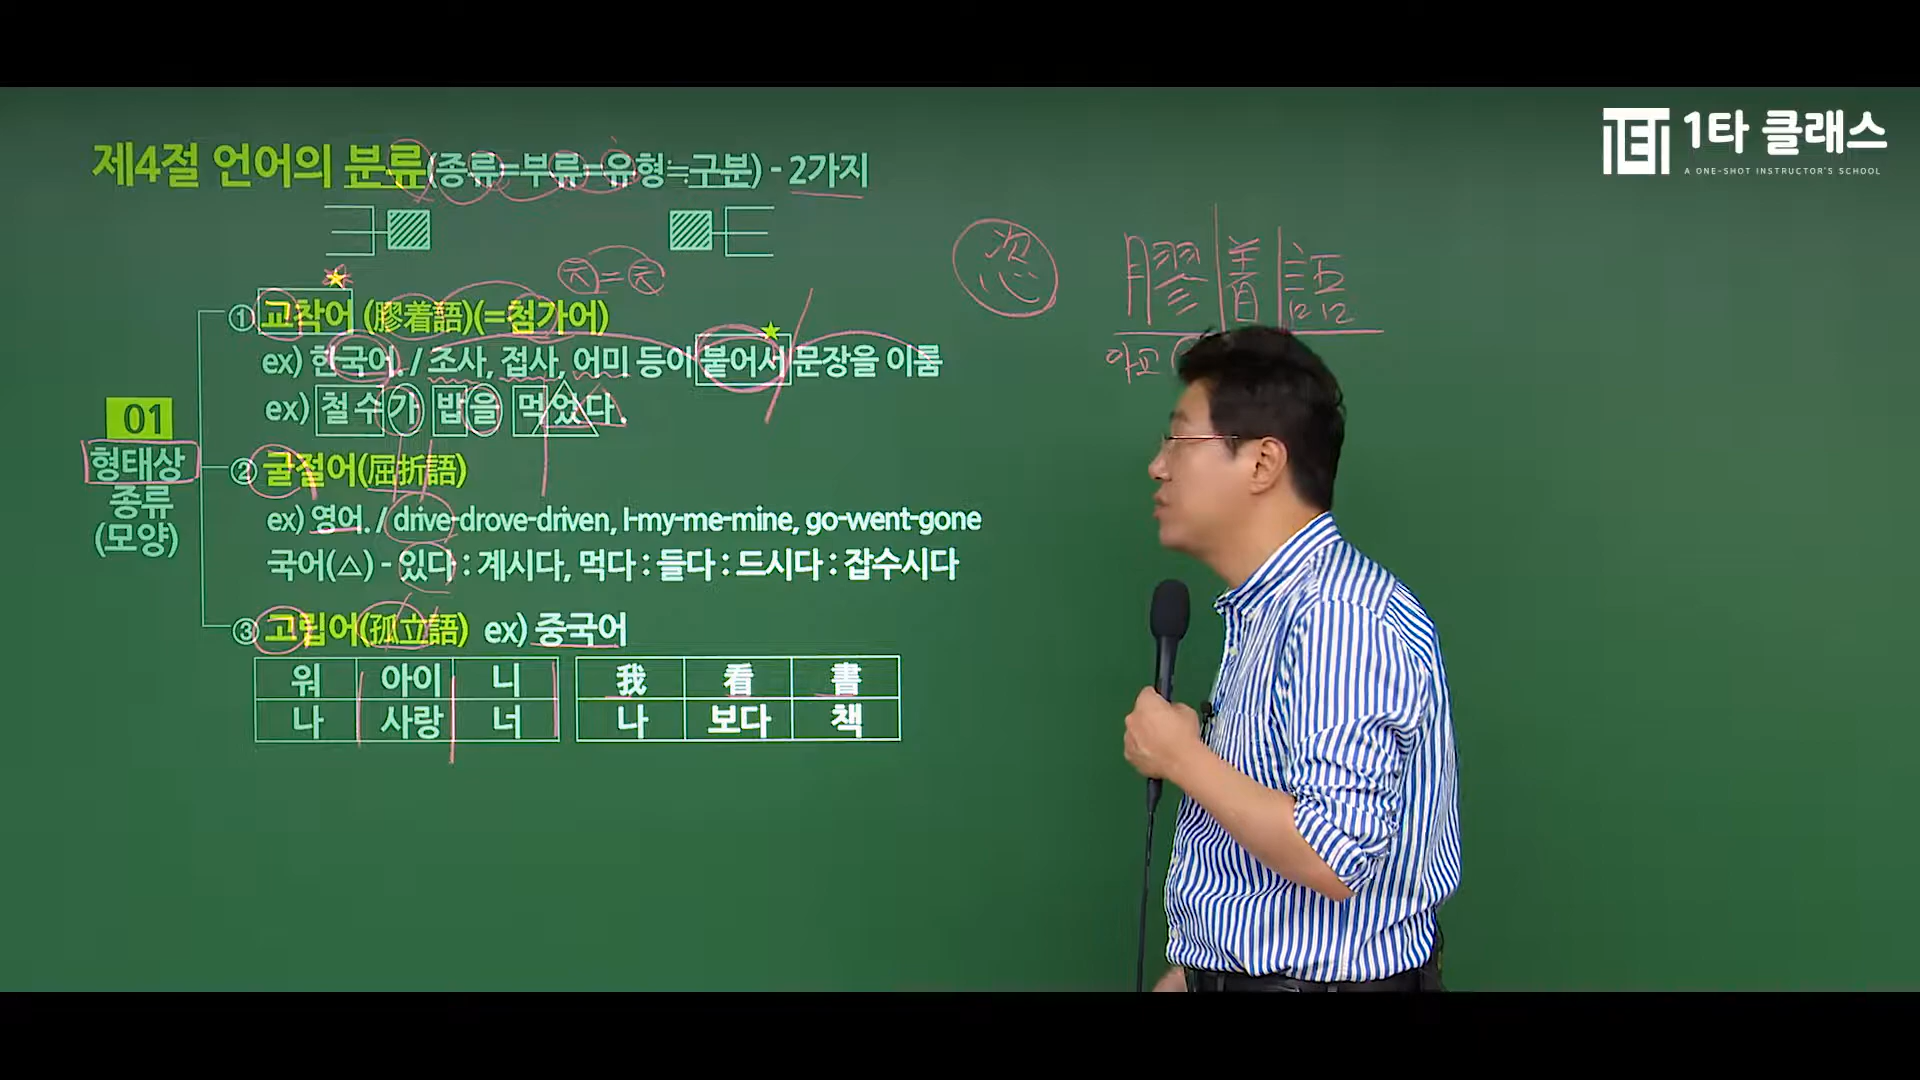 1타 클래스
A ONE-SHOT INSTRUCTOR'S SCHOOL
제4절 언어의 분류(종류=부류=유형≒구분) - 2가지
ㅈ = ㅊ
恣
膠着語
아교
01
형태상
종류
(모양)
① 교착어 (膠着語)(=첨가어)
ex) 한국어. / 조사, 접사, 어미 등이 붙어서 문장을 이룸
ex) 철수가 밥을 먹었다.
② 굴절어(屈折語)
ex) 영어. / drive-drove-driven, I-my-me-mine, go-went-gone
국어(△) - 있다 : 계시다, 먹다 : 들다 : 드시다 : 잡수시다
③ 고립어(孤立語) ex) 중국어
워 아이 니 我 看 書
나 사랑 너 나 보다 책